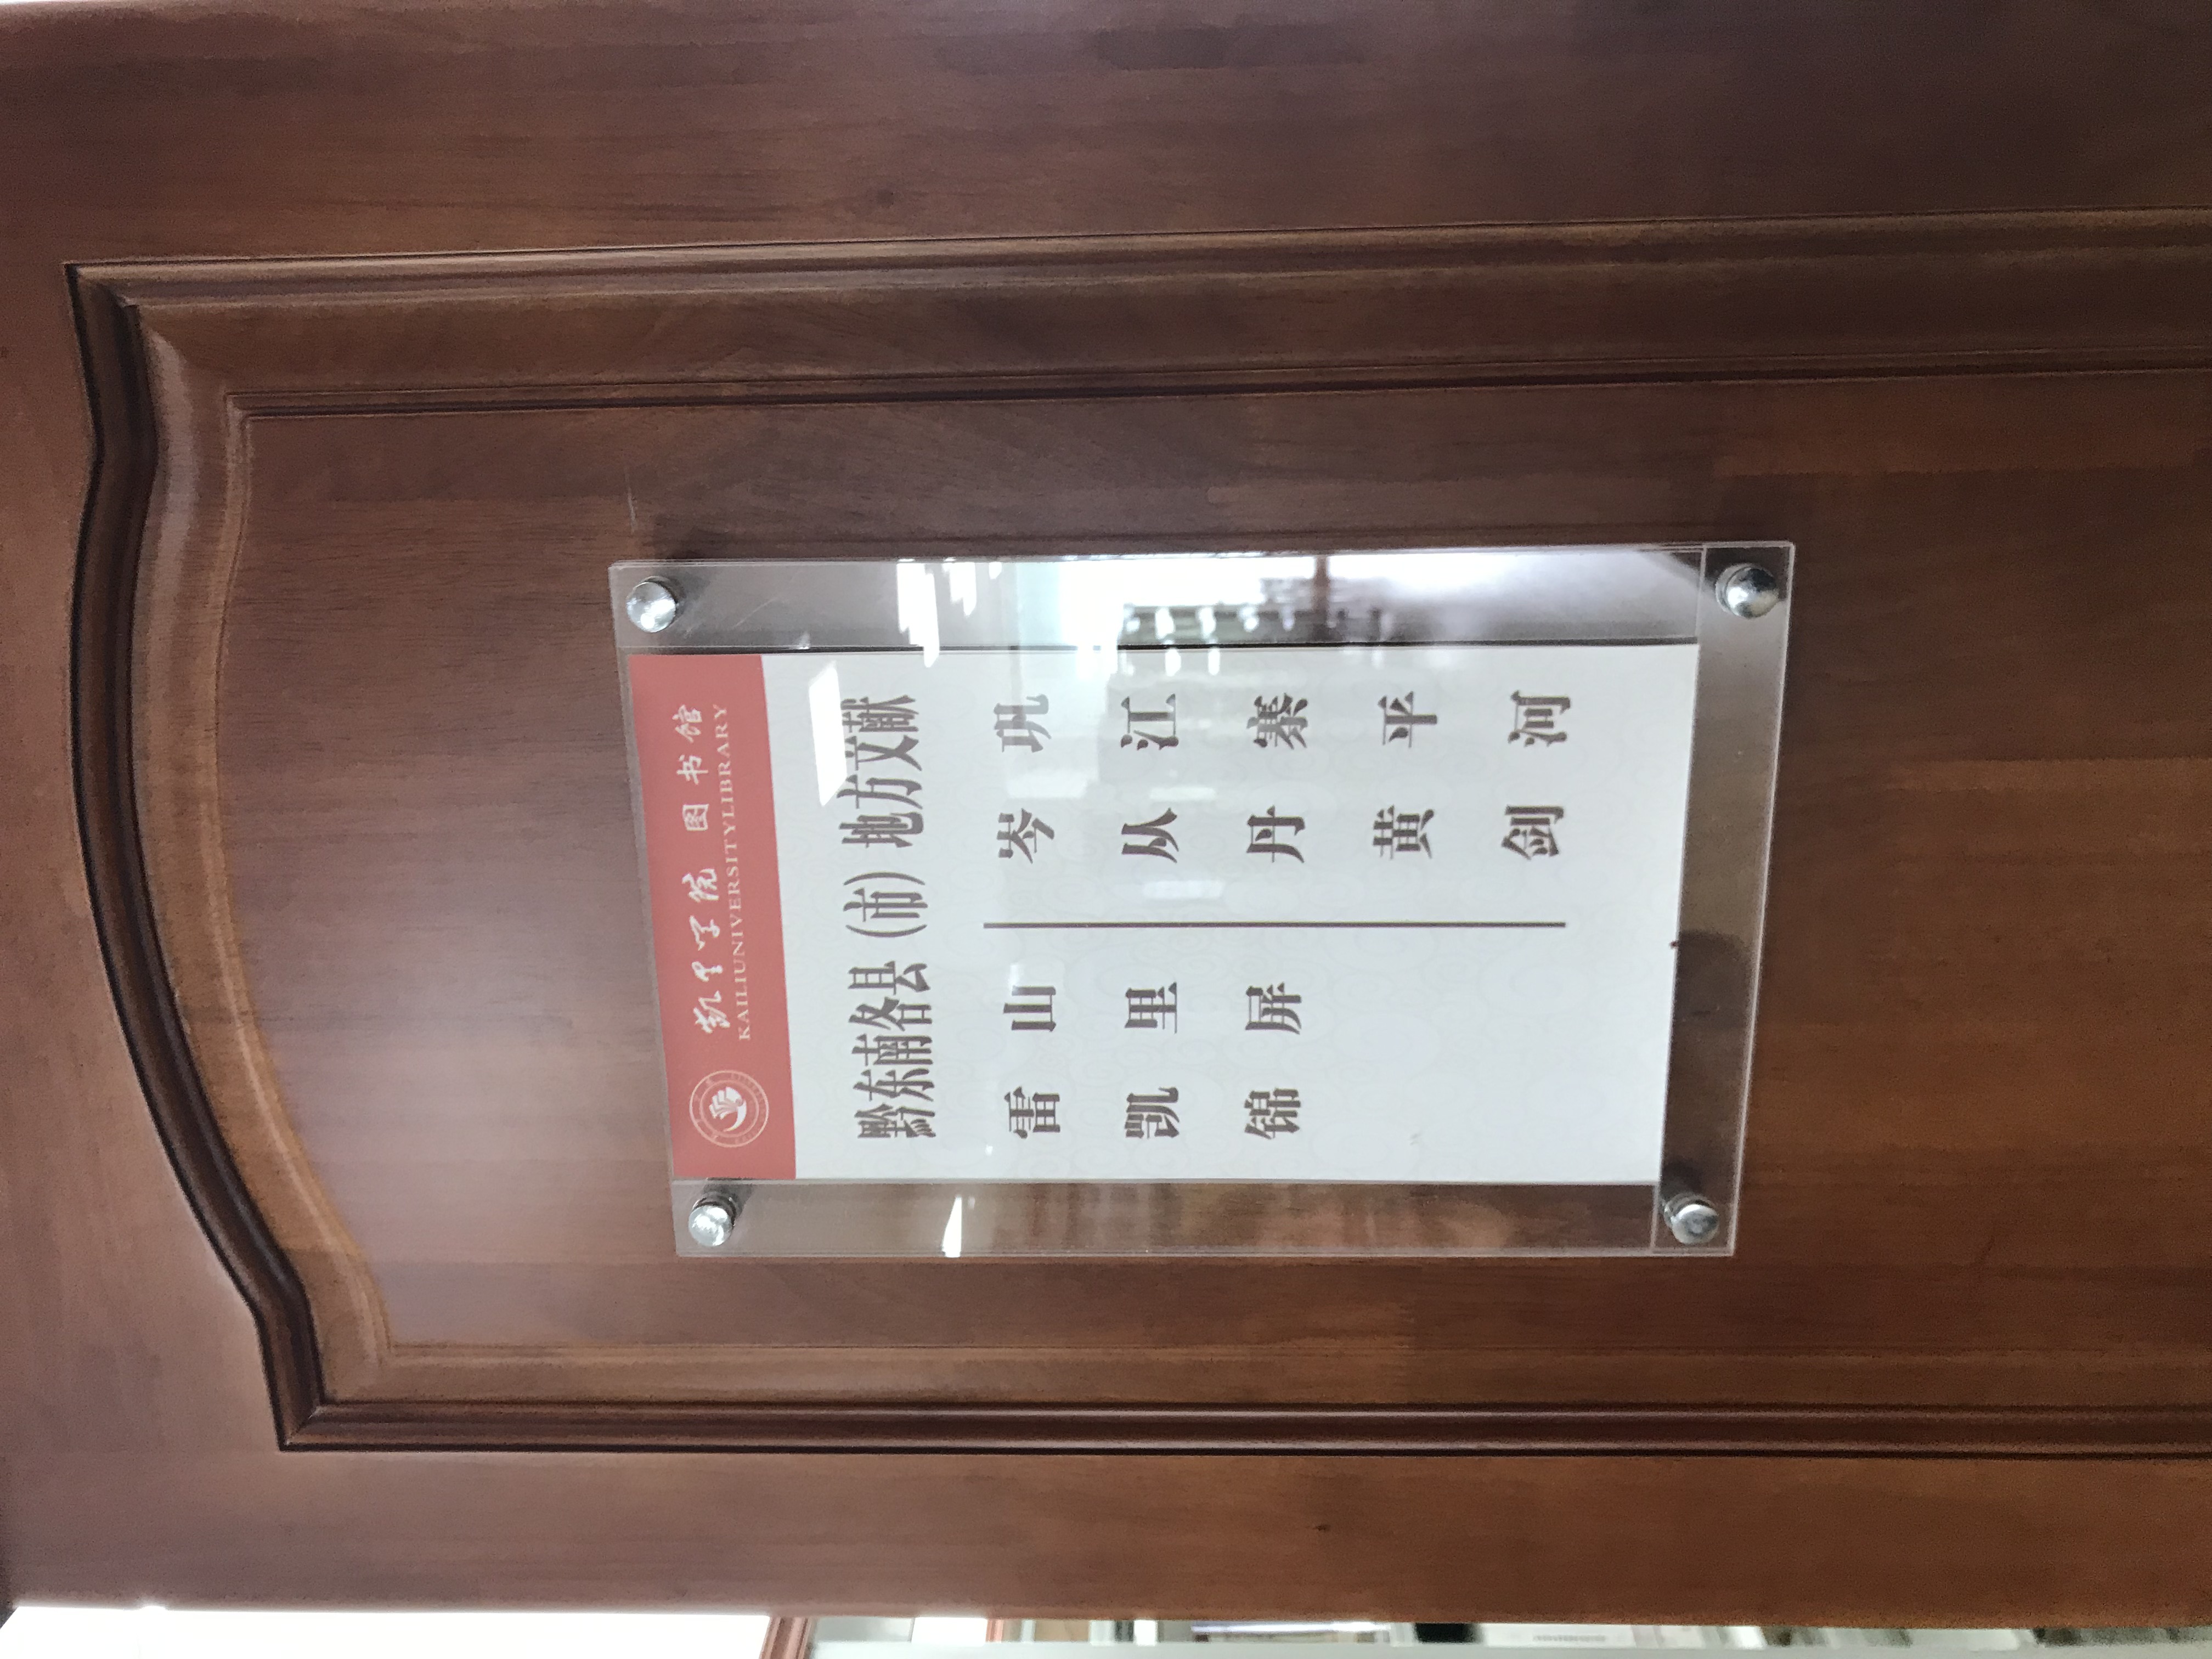 凯里学院 图书馆
KAILIUNIVERSITYLIBRARY
黔东南各县（市）地方文献
雷 山
凯 里
锦 屏
岑 巩
从 江
丹 寨
黄 平
剑 河